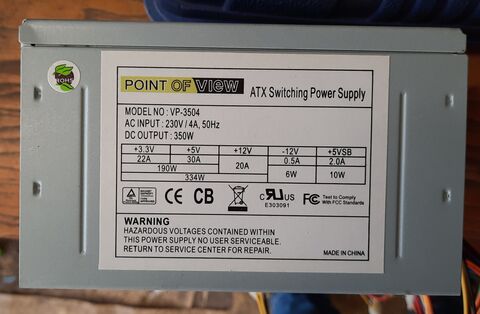 ROHS
POINT OF VIEW
ATX Switching Power Supply
MODEL NO : VP-3504
AC INPUT : 230V / 4A, 50Hz
DC OUTPUT : 350W
+3.3V +5V +12V -12V +5VSB
22A 30A 20A 0.5A 2.0A
190W 6W 10W
334W
CE CB c RU US
E303091
FC Test to Comply
FCC Standards
WARNING
HAZARDOUS VOLTAGES CONTAINED WITHIN
THIS POWER SUPPLY NO USER SERVICEABLE.
RETURN TO SERVICE CENTER FOR REPAIR.
MADE IN CHINA